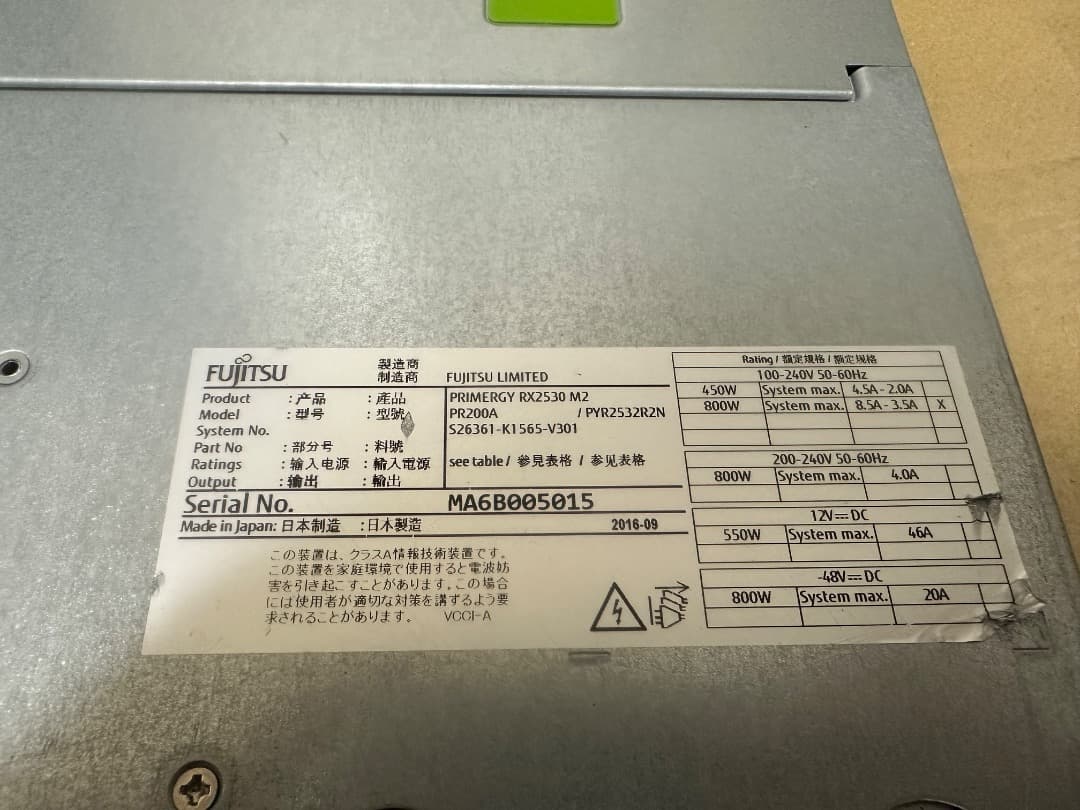 FUJITSU
製造商
制造商
FUJITSU LIMITED
Product : 产品 : 產品 PRIMERGY RX2530 M2
Model : 型号 : 型號 PR200A / PYR2532R2N
System No. S26361-K1565-V301
Part No : 部分号 : 料號
Ratings : 输入电源 : 輸入電源 see table / 參見表格 / 参见表格
Output : 输出 : 輸出
Serial No. MA6B005015
Made in Japan: 日本制造 : 日本製造 2016-09
この装置は、クラスA情報技術装置です。
この装置を家庭環境で使用すると電波妨
害を引き起こすことがあります。この場合
には使用者が適切な対策を講ずるよう要
求されることがあります。 VCCI-A
Rating / 額定規格 / 额定规格
100-240V 50-60Hz
450W System max. 4.5A - 2.0A
800W System max. 8.5A - 3.5A X
200-240V 50-60Hz
800W System max. 4.0A
12V⎓DC
550W System max. 46A
-48V⎓DC
800W System max. 20A